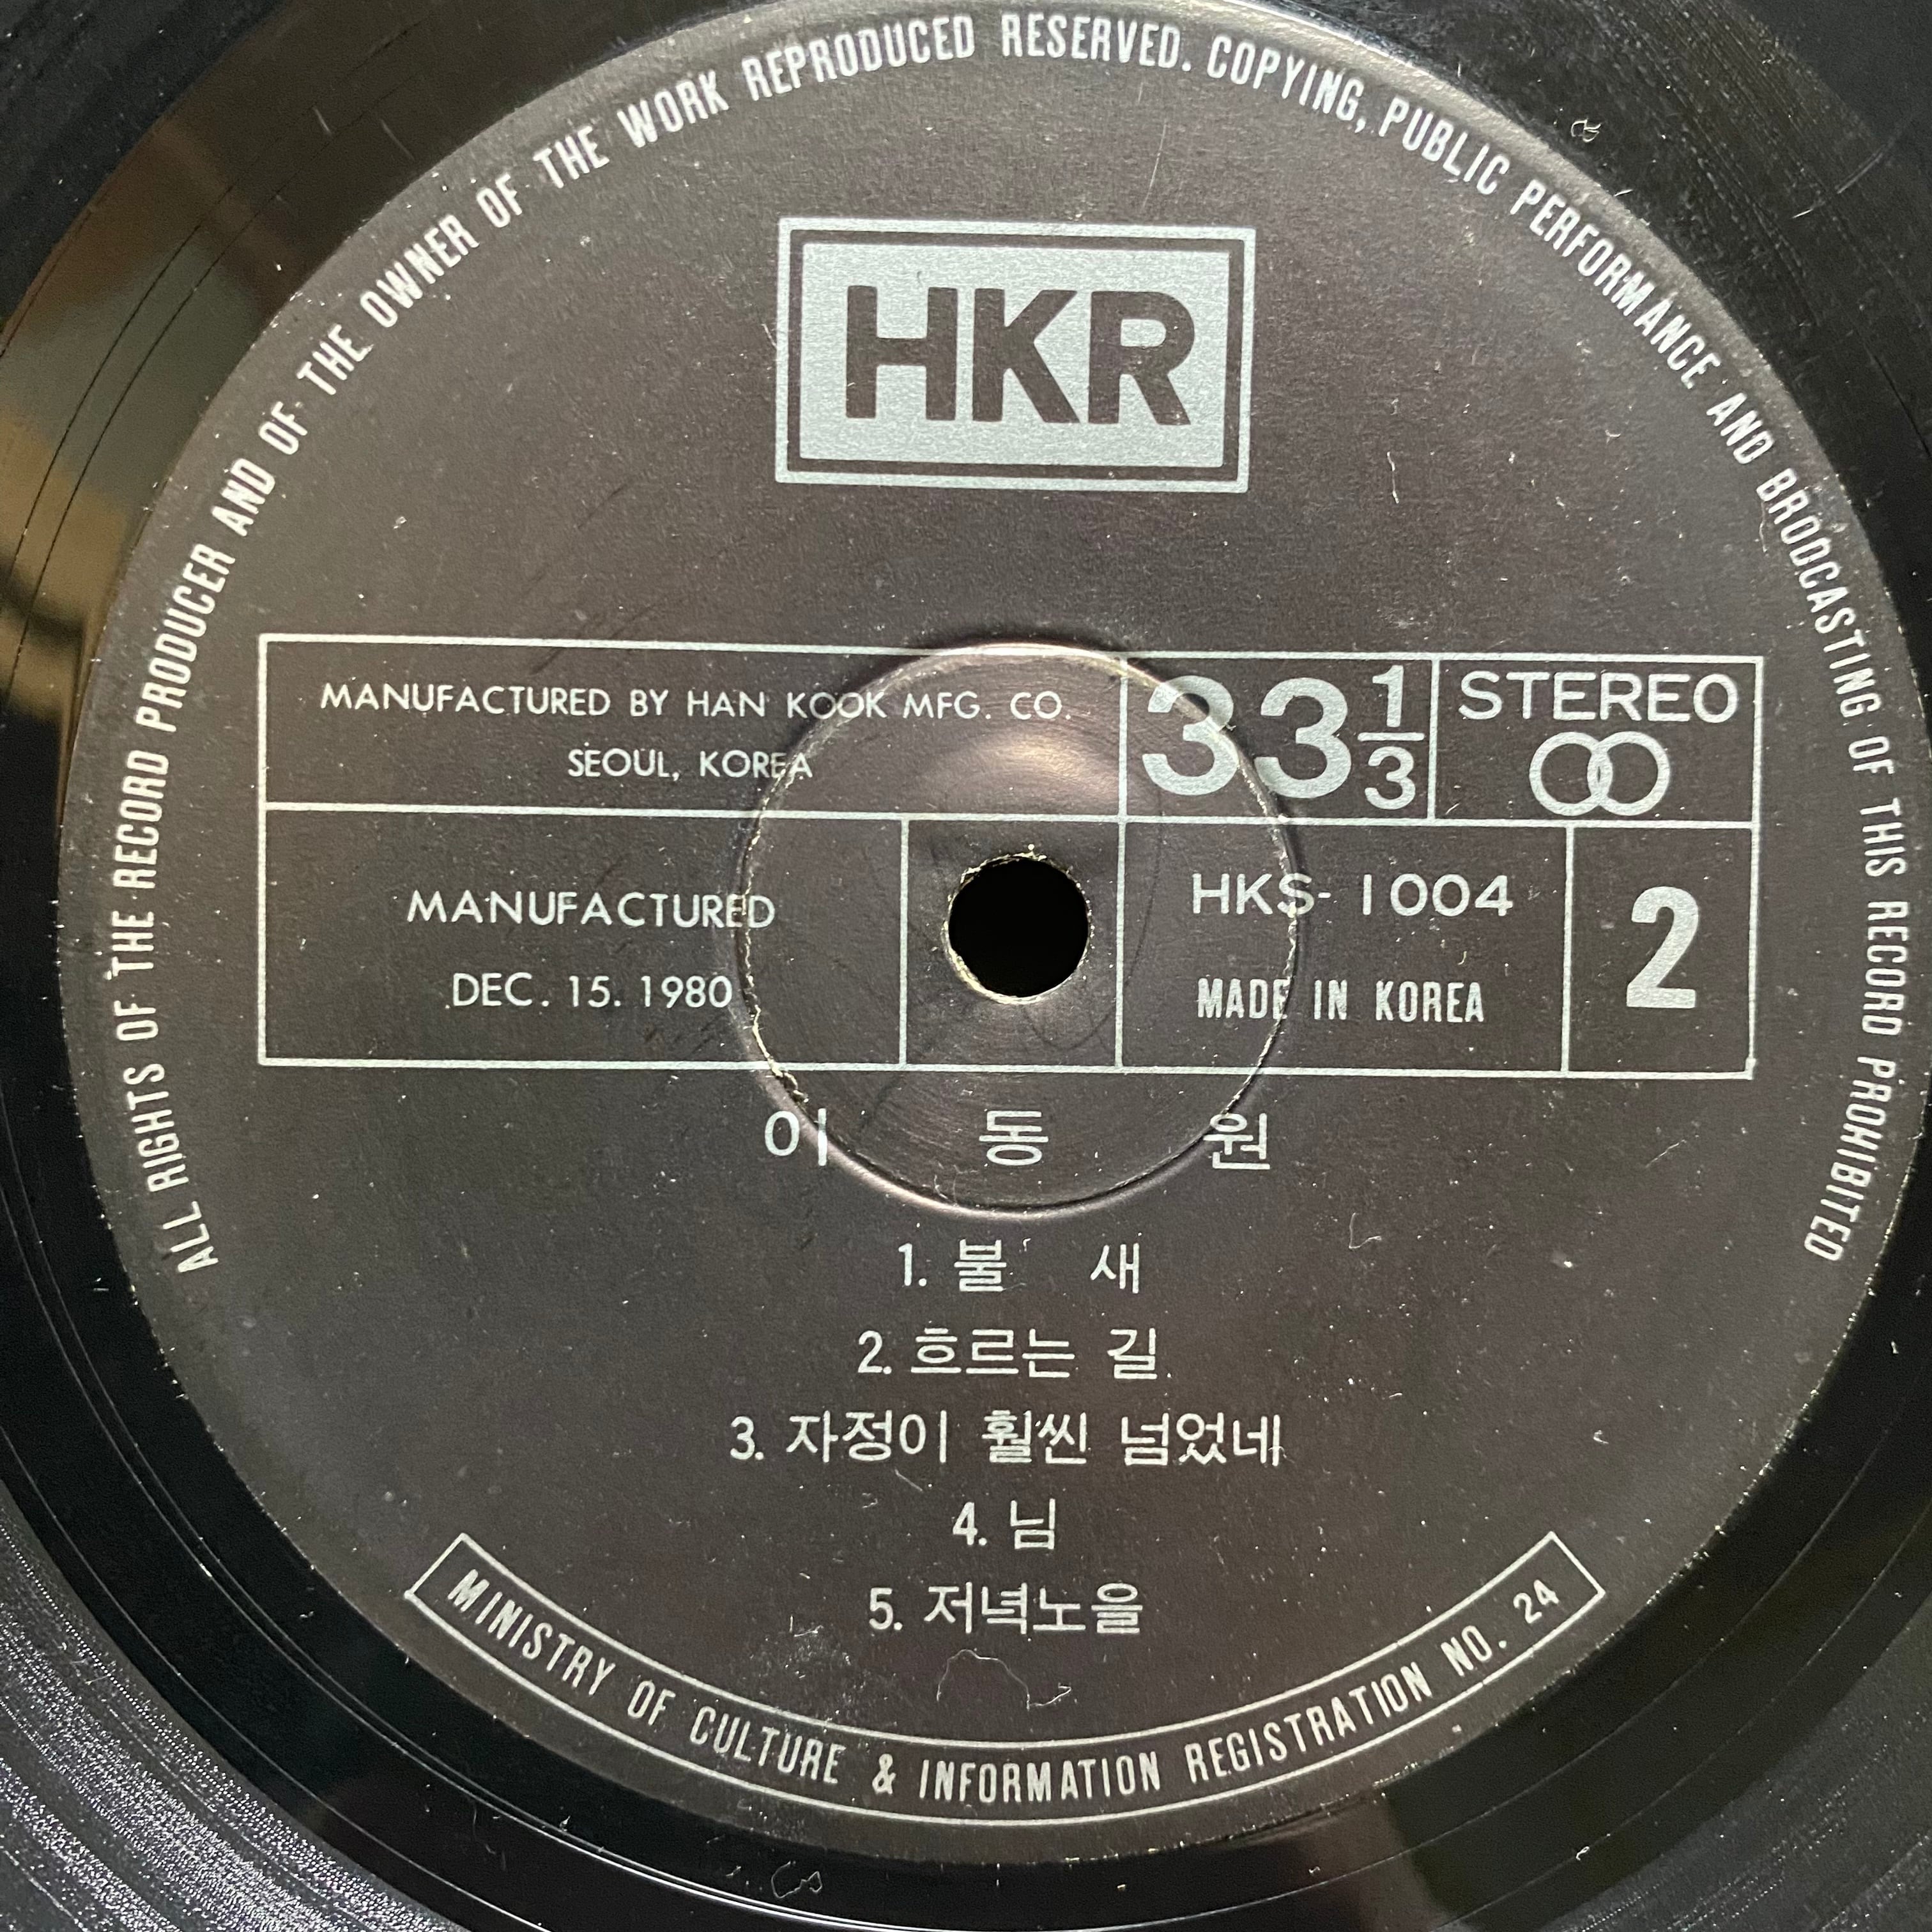 ALL RIGHTS OF THE RECORD PRODUCER AND OF THE OWNER OF THE WORK REPRODUCED RESERVED. COPYING, PUBLIC PERFORMANCE AND BRODCASTING OF THIS RECORD PROHIBITED
HKR
MANUFACTURED BY HAN KOOK MFG. CO.
SEOUL, KOREA
33 1/3
STEREO
MANUFACTURED
DEC. 15. 1980
HKS-1004
MADE IN KOREA
2
이 동 원
1. 불 새
2. 흐르는 길
3. 자정이 훨씬 넘었네
4. 님
5. 저녁노을
MINISTRY OF CULTURE & INFORMATION REGISTRATION NO. 24